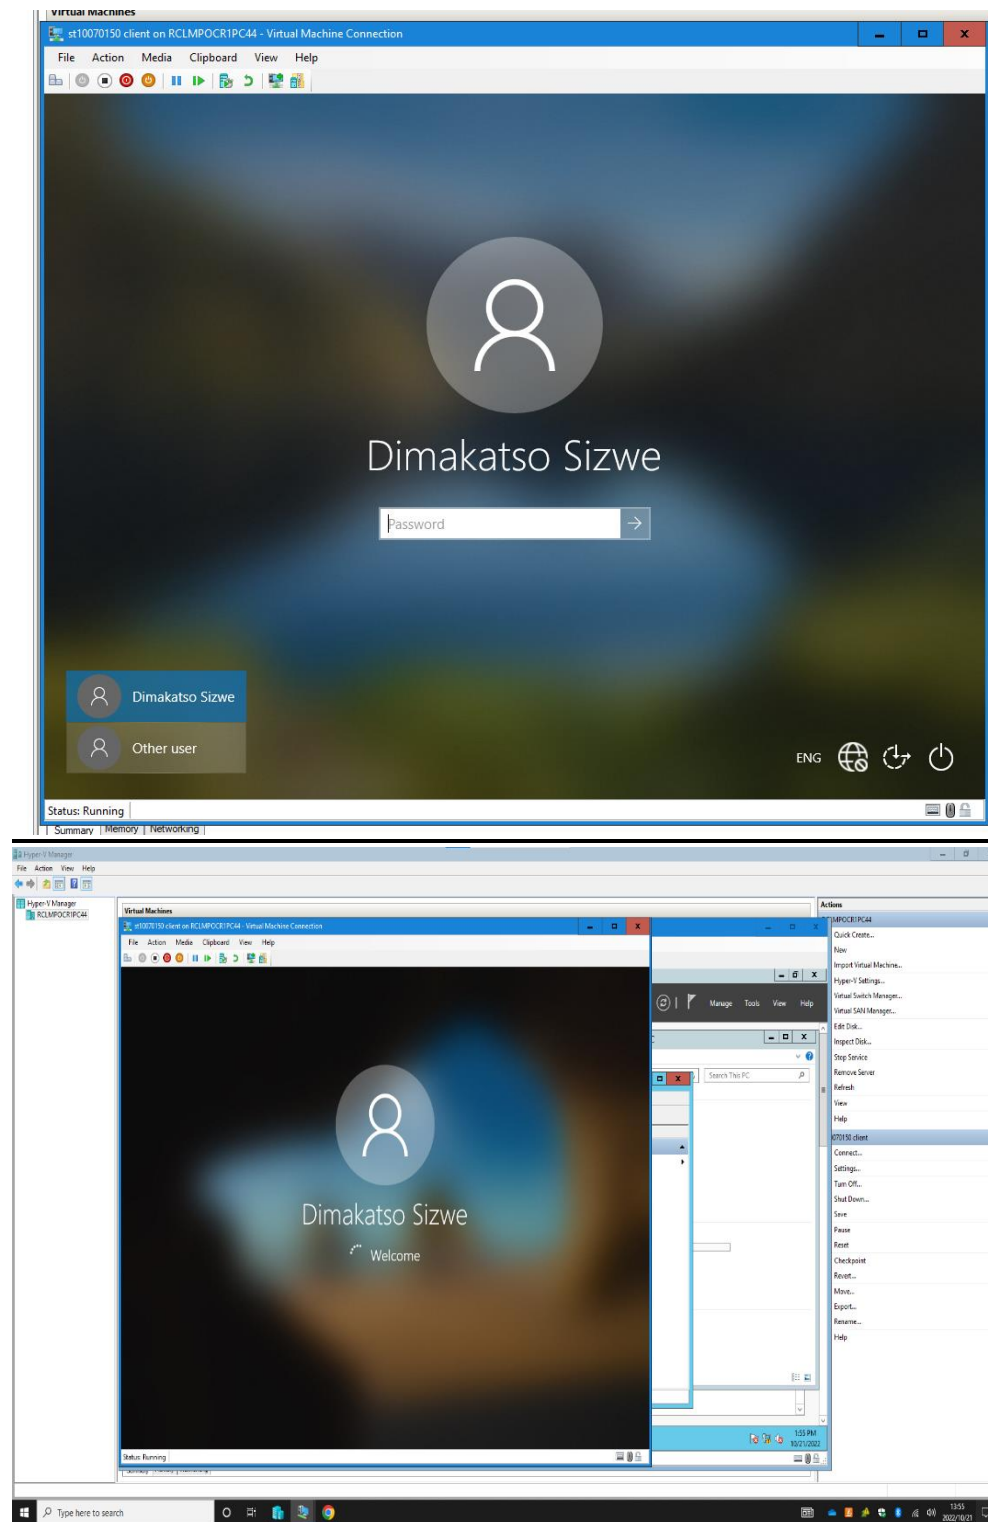 Virtual Machines
st10070150 client on RCLMPOCR1PC44 - Virtual Machine Connection
File Action Media Clipboard View Help
Dimakatso Sizwe
Password
Dimakatso Sizwe
Other user
ENG
Status: Running
Summary Memory Networking
Hyper-V Manager
File Action View Help
Hyper-V Manager
RCLMPOCR1PC44
Virtual Machines
st10070150 client on RCLMPOCR1PC44 - Virtual Machine Connection
File Action Media Clipboard View Help
Dimakatso Sizwe
Welcome
Status: Running
Manage Tools View Help
Search This PC
1:55 PM
10/21/2022
Actions
LMPOCR1PC44
Quick Create...
New
Import Virtual Machine...
Hyper-V Settings...
Virtual Switch Manager...
Virtual SAN Manager...
Edit Disk...
Inspect Disk...
Stop Service
Remove Server
Refresh
View
Help
070150 client
Connect...
Settings...
Turn Off...
Shut Down...
Save
Pause
Reset
Checkpoint
Revert...
Move...
Export...
Rename...
Help
Type here to search
13:55
2022/10/21